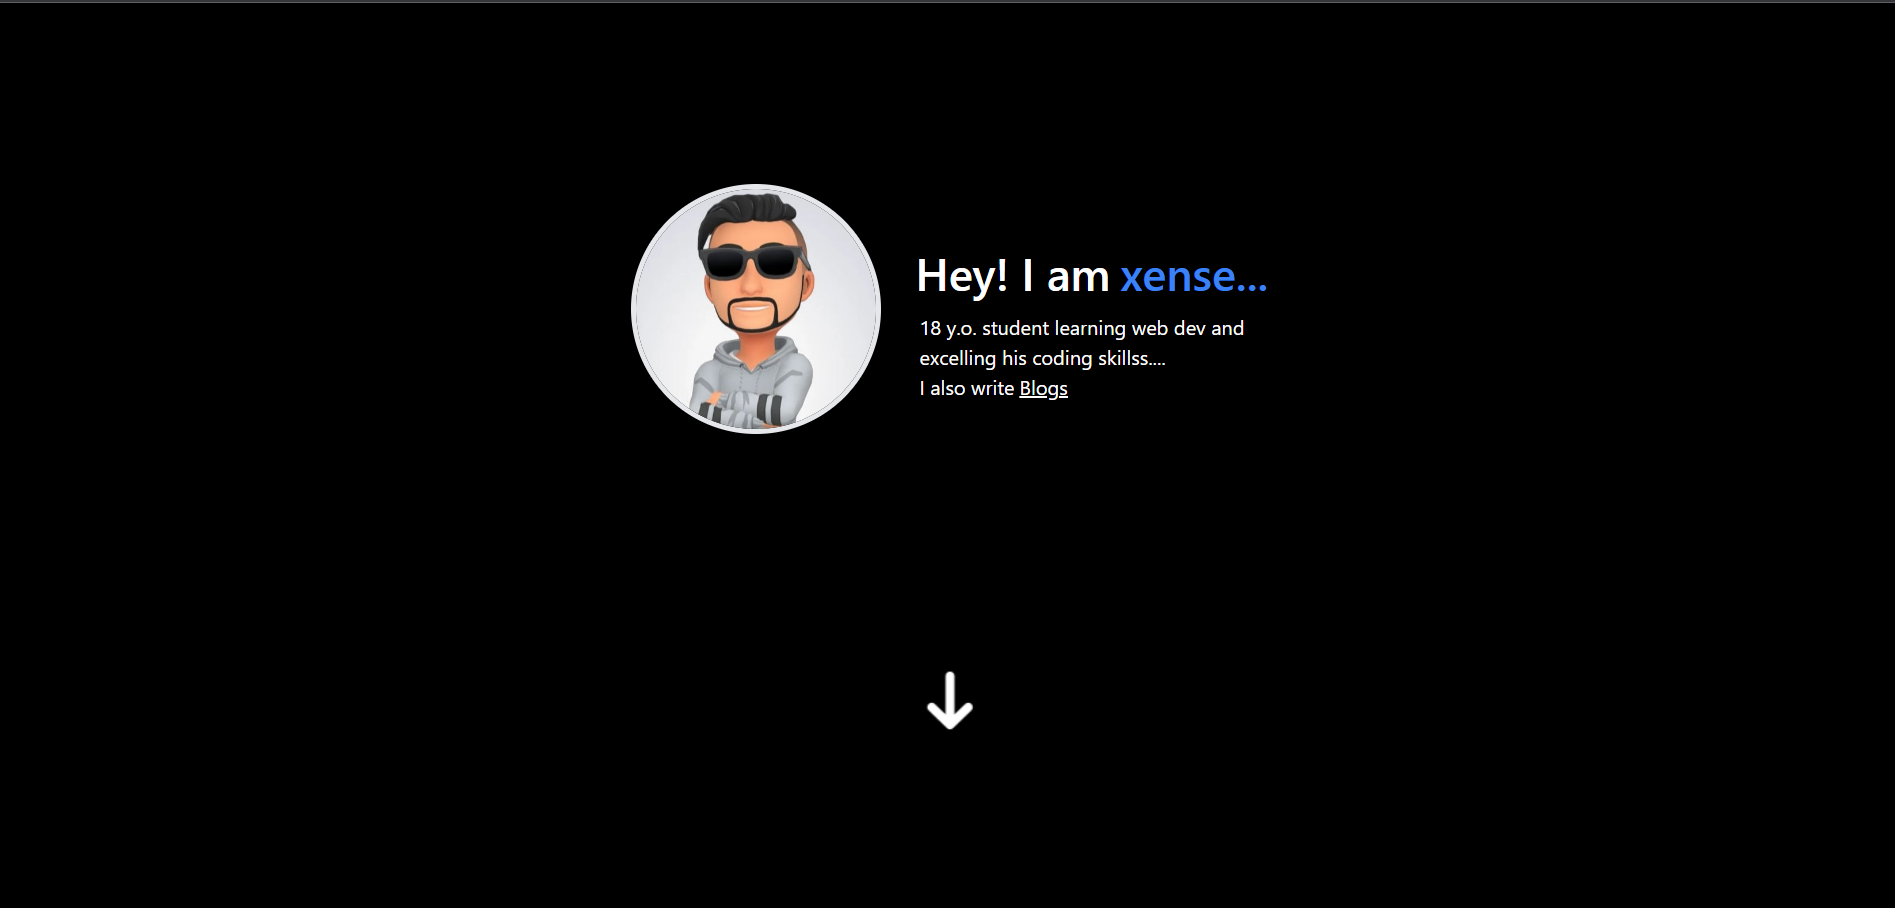 Hey! I am xense...
18 y.o. student learning web dev and
excelling his coding skillss....
I also write Blogs